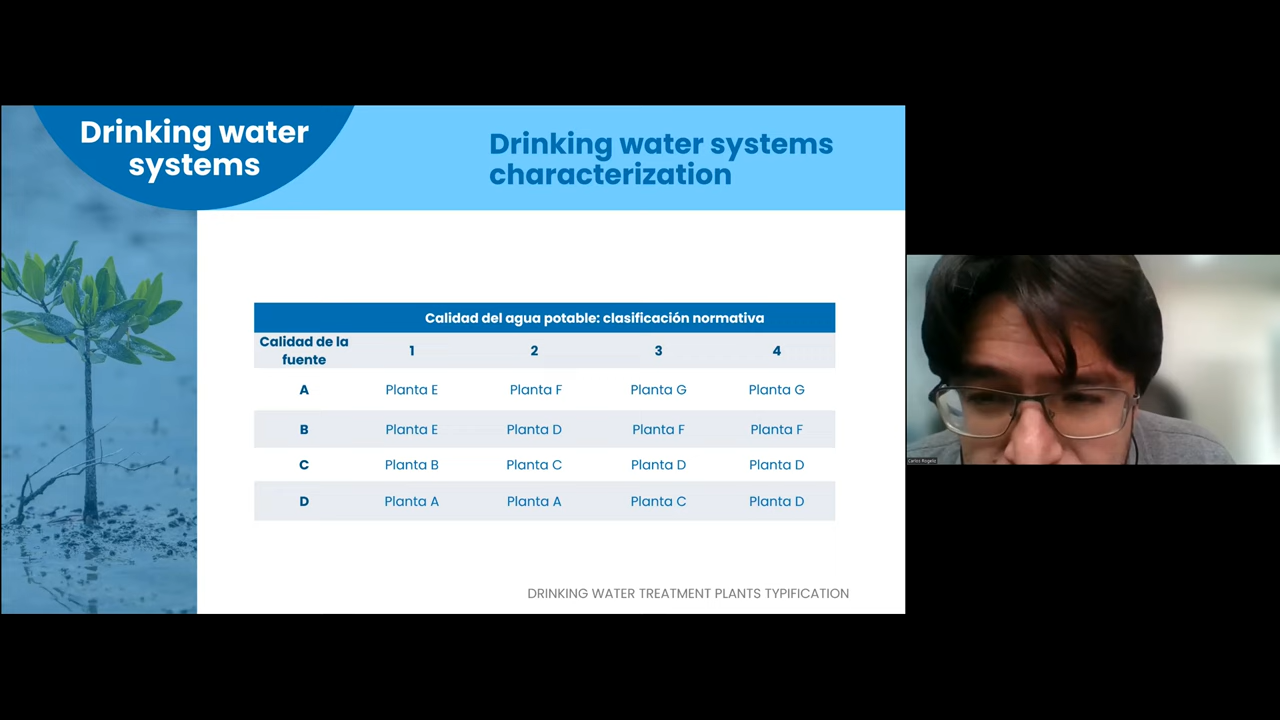 Drinking water
systems
Drinking water systems
characterization
Calidad del agua potable: clasificación normativa
Calidad de la
fuente
1 2 3 4
A Planta E Planta F Planta G Planta G
B Planta E Planta D Planta F Planta F
C Planta B Planta C Planta D Planta D
D Planta A Planta A Planta C Planta D
DRINKING WATER TREATMENT PLANTS TYPIFICATION
Carlos Rogelio